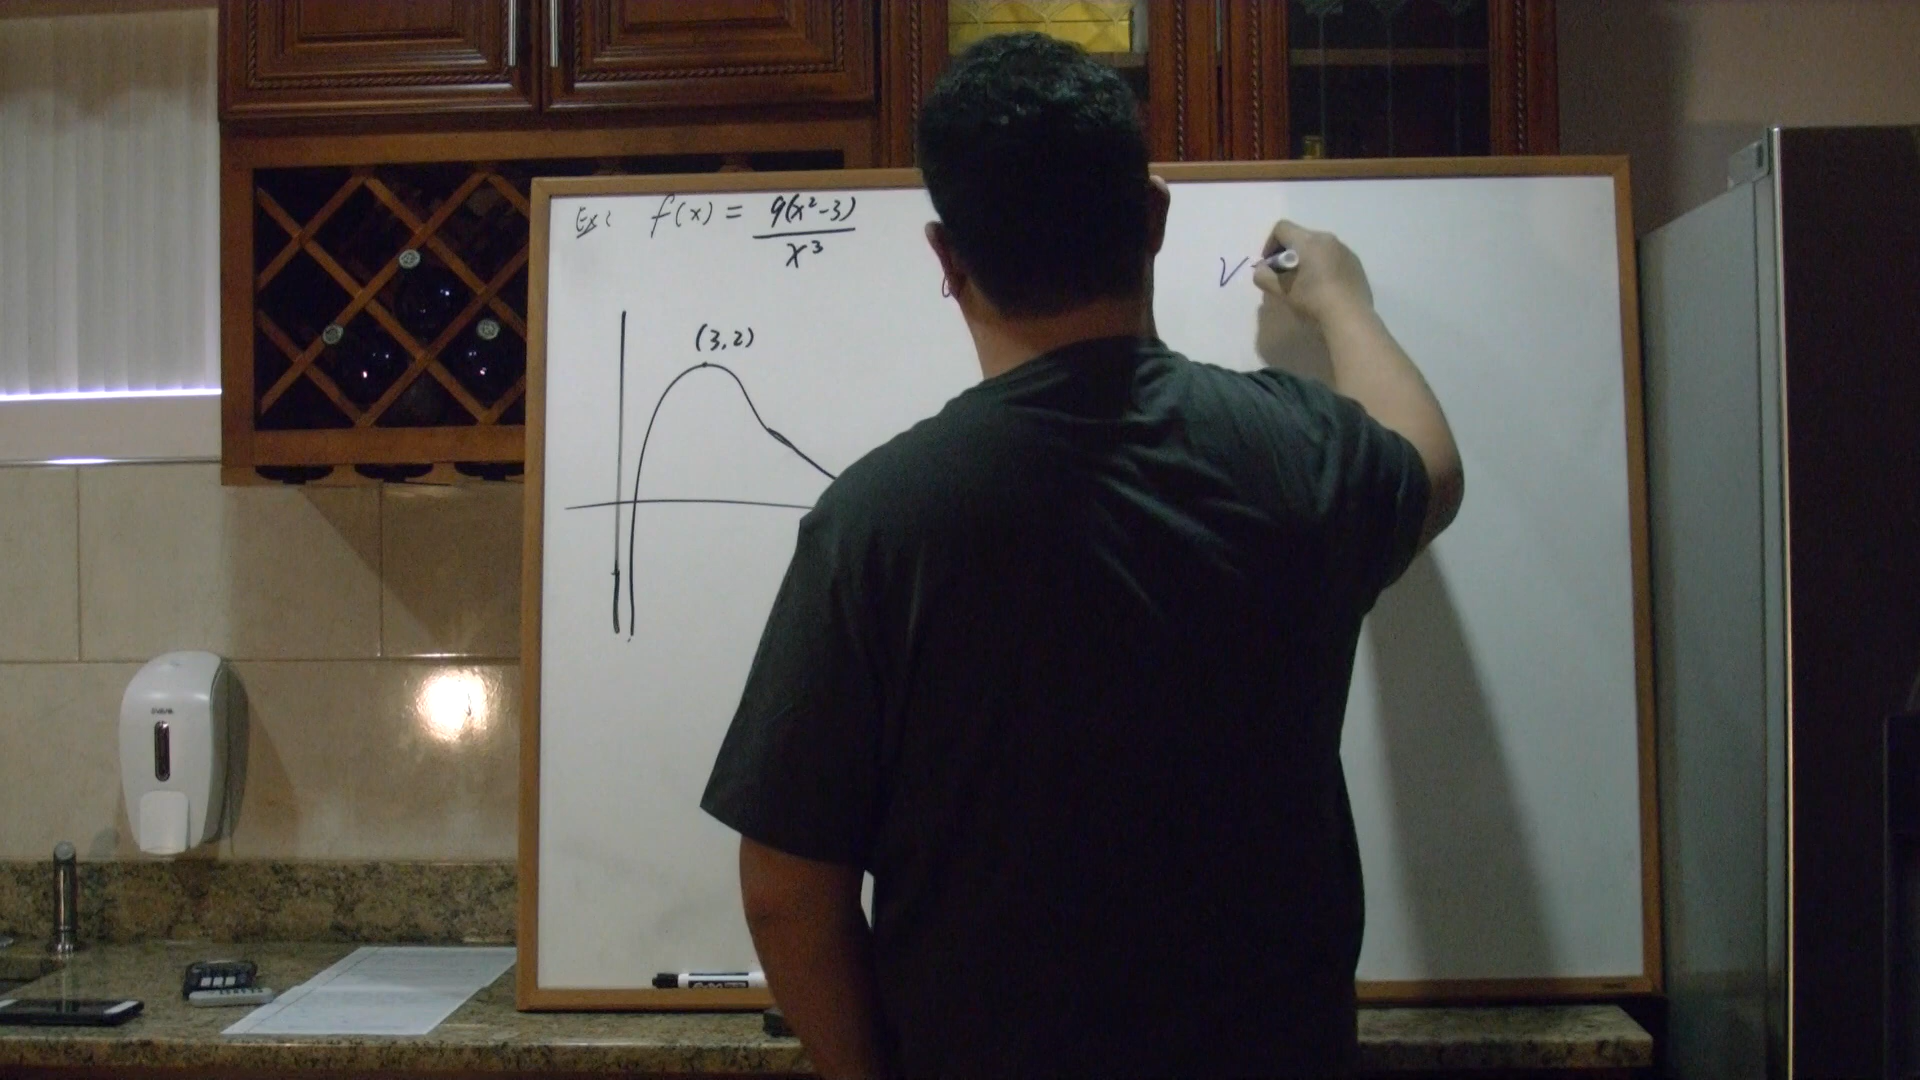 Ex: f(x) = 9(x²-3)/x³
(3,2)
V